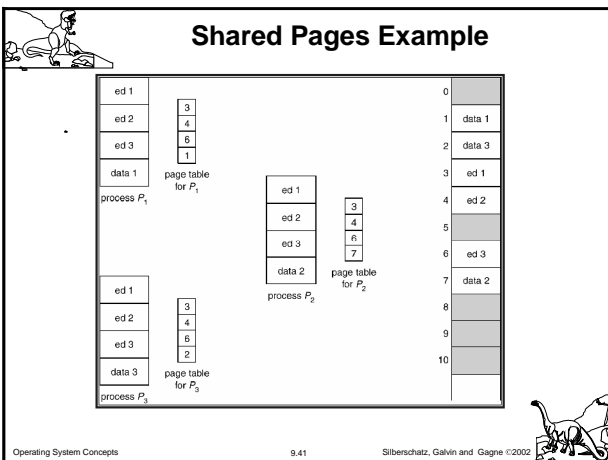 Shared Pages Example
ed 1
ed 2
ed 3
data 1
process P1
3
4
6
1
page table
for P1
ed 1
ed 2
ed 3
data 2
process P2
3
4
6
7
page table
for P2
ed 1
ed 2
ed 3
data 3
process P3
3
4
6
2
page table
for P3
0
1 data 1
2 data 3
3 ed 1
4 ed 2
5
6 ed 3
7 data 2
8
9
10
Operating System Concepts 9.41 Silberschatz, Galvin and Gagne ©2002